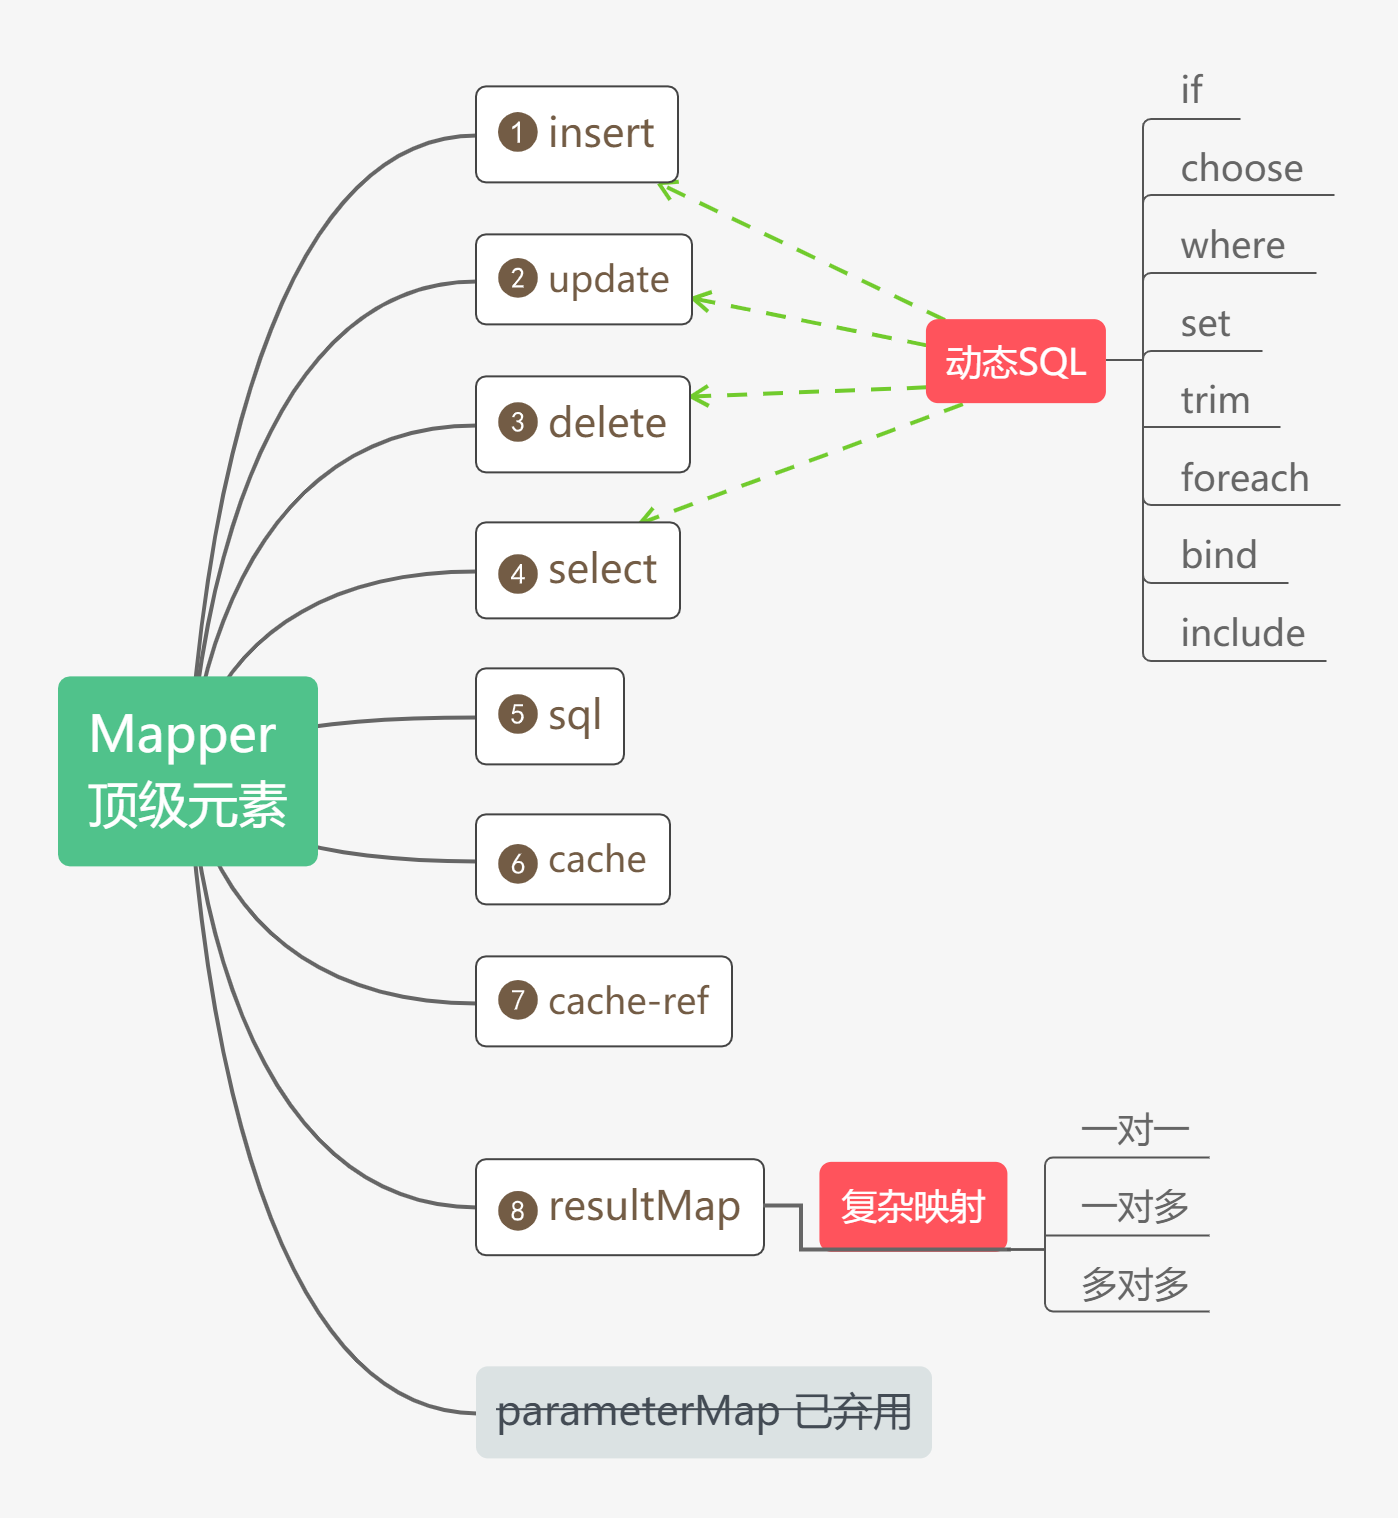 Mapper
顶级元素
1 insert
2 update
3 delete
4 select
5 sql
6 cache
7 cache-ref
8 resultMap
parameterMap 已弃用
动态SQL
if
choose
where
set
trim
foreach
bind
include
复杂映射
一对一
一对多
多对多